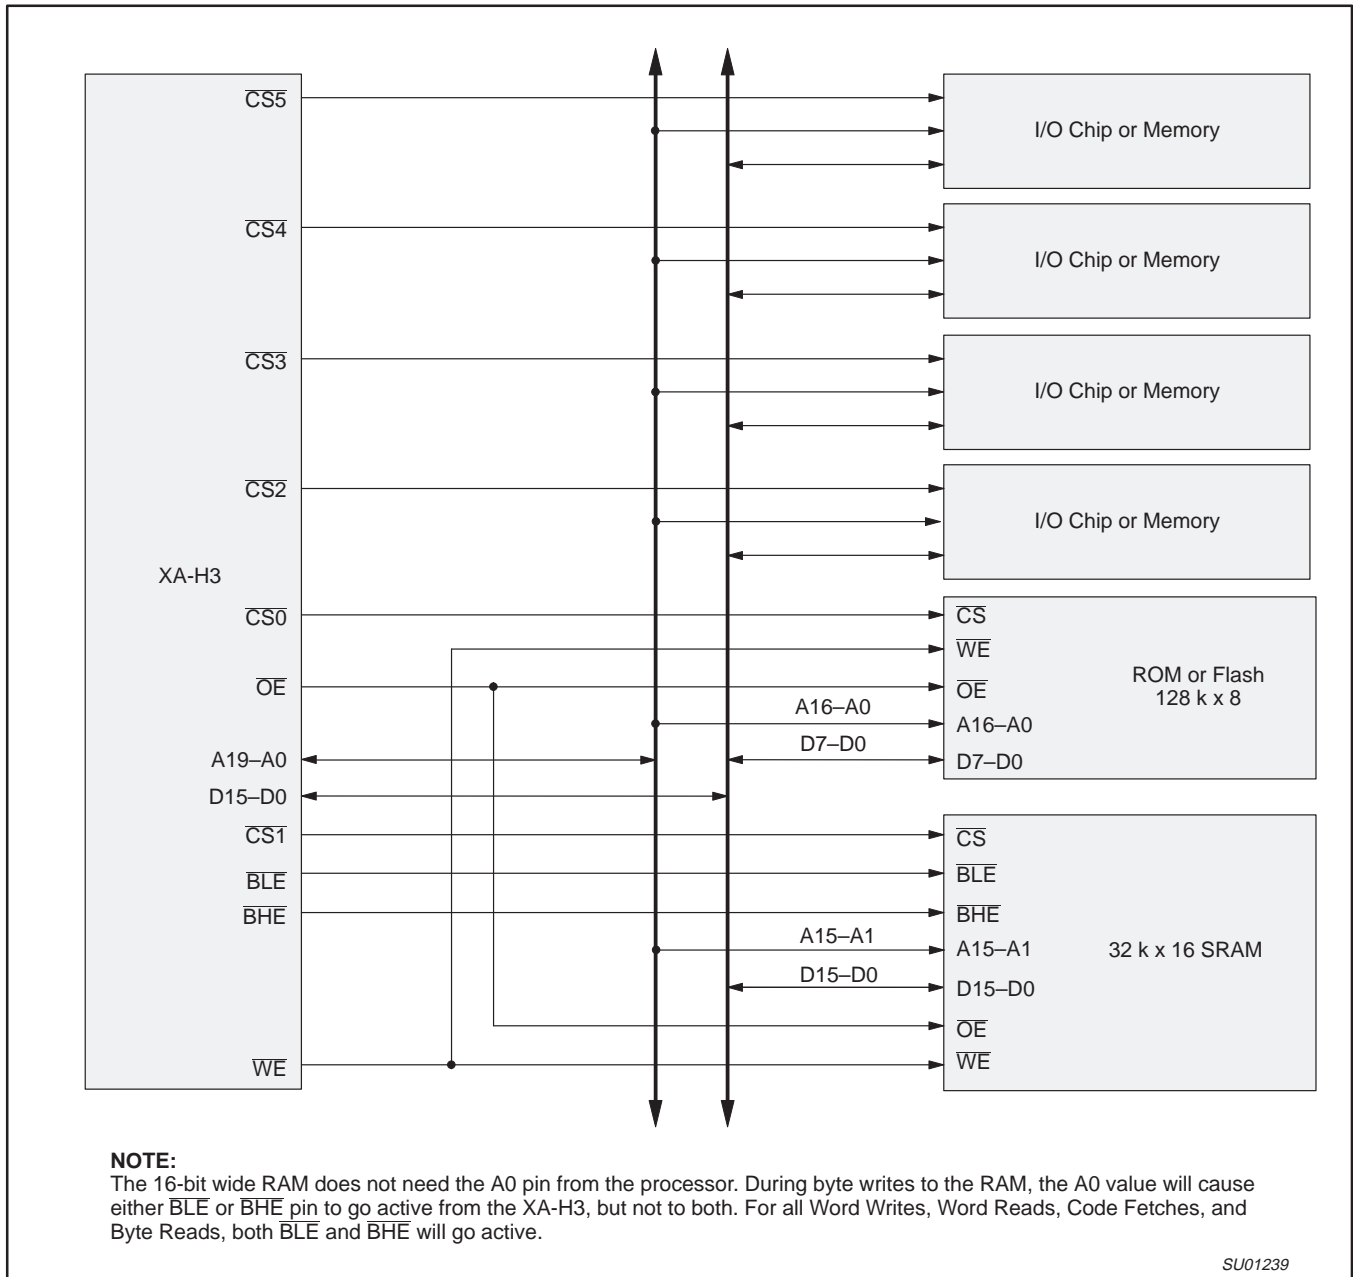 CS5
I/O Chip or Memory
CS4
I/O Chip or Memory
CS3
I/O Chip or Memory
CS2
I/O Chip or Memory
XA-H3
CS0
CS
WE
OE
OE
ROM or Flash
128 k x 8
A16–A0
A16–A0
A19–A0
D7–D0
D7–D0
D15–D0
CS1
CS
BLE
BLE
BHE
BHE
A15–A1
A15–A1
32 k x 16 SRAM
D15–D0
D15–D0
OE
WE
WE
NOTE:
The 16-bit wide RAM does not need the A0 pin from the processor. During byte writes to the RAM, the A0 value will cause
either BLE or BHE pin to go active from the XA-H3, but not to both. For all Word Writes, Word Reads, Code Fetches, and
Byte Reads, both BLE and BHE will go active.
SU01239